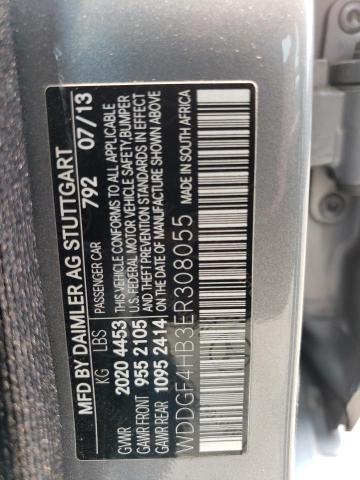 MFD BY DAIMLER AG STUTTGART
PASSENGER CAR 792 07/13
KG LBS
GVWR 2020 4453
GAWR FRONT 955 2105
GAWR REAR 1095 2414
THIS VEHICLE CONFORMS TO ALL APPLICABLE
U.S. FEDERAL MOTOR VEHICLE SAFETY, BUMPER
AND THEFT PREVENTION STANDARDS IN EFFECT
ON THE DATE OF MANUFACTURE SHOWN ABOVE
MADE IN SOUTH AFRICA
WDDGF4HB3ER308055